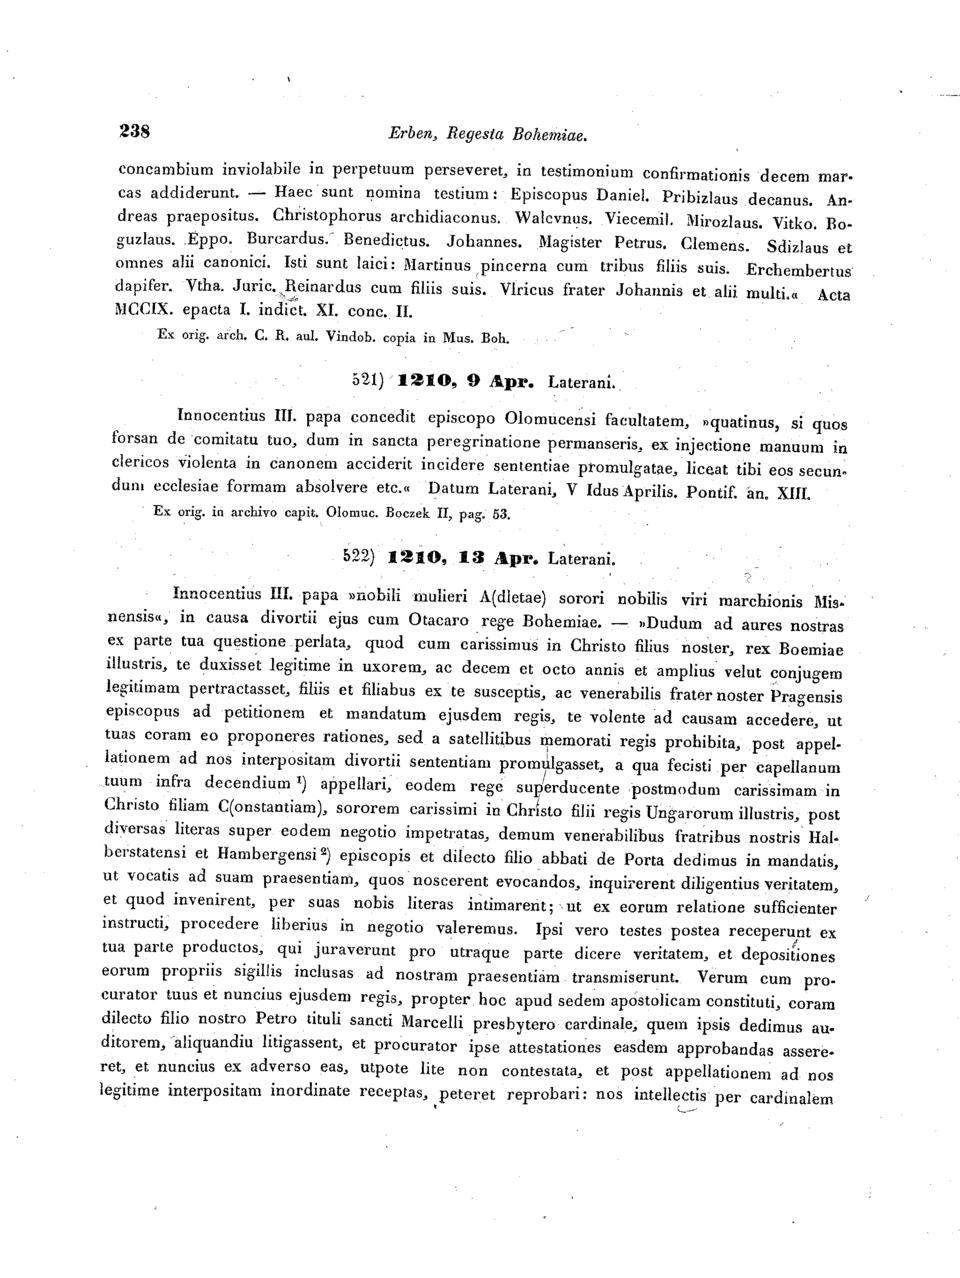 238 Erben, Regesta Bohemiae.
concambium inviolabile in perpetuum perseveret, in testimonium confirmationis decem mar-
cas addiderunt. — Haec sunt nomina testium: Episcopus Daniel. Pribizlaus decanus. An-
dreas praepositus. Christophorus archidiaconus. Walcvnus. Viecemil. Mirozlaus. Vitko. Bo-
guzlaus. Eppo. Burcardus. Benedictus. Johannes. Magister Petrus. Clemens. Sdizlaus et
omnes alii canonici. Isti sunt laici: Martinus pincerna cum tribus filiis suis. Erchembertus
dapifer. Vtha. Juric. Reinardus cum filiis suis. Vlricus frater Johannis et alii multi.« Acta
MCCIX. epacta I. indict. XI. conc. II.
Ex orig. arch. C. R. aul. Vindob. copia in Mus. Boh.
521) 1210, 9 Apr. Laterani.
Innocentius III. papa concedit episcopo Olomucensi facultatem, »quatinus, si quos
forsan de comitatu tuo, dum in sancta peregrinatione permanseris, ex injectione manuum in
clericos violenta in canonem acciderit incidere sententiae promulgatae, liceat tibi eos secun-
dum ecclesiae formam absolvere etc.« Datum Laterani, V Idus Aprilis. Pontif. an. XIII.
Ex orig. in archivo capit. Olomuc. Boczek II, pag. 53.
522) 1210, 13 Apr. Laterani.
?
Innocentius III. papa »nobili mulieri A(dletae) sorori nobilis viri marchionis Mis-
nensis«, in causa divortii ejus cum Otacaro rege Bohemiae. — »Dudum ad aures nostras
ex parte tua questione perlata, quod cum carissimus in Christo filius noster, rex Boemiae
illustris, te duxisset legitime in uxorem, ac decem et octo annis et amplius velut conjugem
legitimam pertractasset, filiis et filiabus ex te susceptis, ac venerabilis frater noster Pragensis
episcopus ad petitionem et mandatum ejusdem regis, te volente ad causam accedere, ut
tuas coram eo proponeres rationes, sed a satellitibus memorati regis prohibita, post appel-
lationem ad nos interpositam divortii sententiam promulgasset, a qua fecisti per capellanum
tuum infra decendium ¹) appellari, eodem rege superducente postmodum carissimam in
Christo filiam C(onstantiam), sororem carissimi in Christo filii regis Ungarorum illustris, post
diversas literas super eodem negotio impetratas, demum venerabilibus fratribus nostris Hal-
berstatensi et Hambergensi ²) episcopis et dilecto filio abbati de Porta dedimus in mandatis,
ut vocatis ad suam praesentiam, quos noscerent evocandos, inquirerent diligentius veritatem,
et quod invenirent, per suas nobis literas intimarent; ut ex eorum relatione sufficienter
instructi, procedere liberius in negotio valeremus. Ipsi vero testes postea receperunt ex
tua parte productos, qui juraverunt pro utraque parte dicere veritatem, et depositiones
eorum propriis sigillis inclusas ad nostram praesentiam transmiserunt. Verum cum pro-
curator tuus et nuncius ejusdem regis, propter hoc apud sedem apostolicam constituti, coram
dilecto filio nostro Petro tituli sancti Marcelli presbytero cardinale, quem ipsis dedimus au-
ditorem, aliquandiu litigassent, et procurator ipse attestationes easdem approbandas assere-
ret, et nuncius ex adverso eas, utpote lite non contestata, et post appellationem ad nos
legitime interpositam inordinate receptas, peteret reprobari: nos intellectis per cardinalem